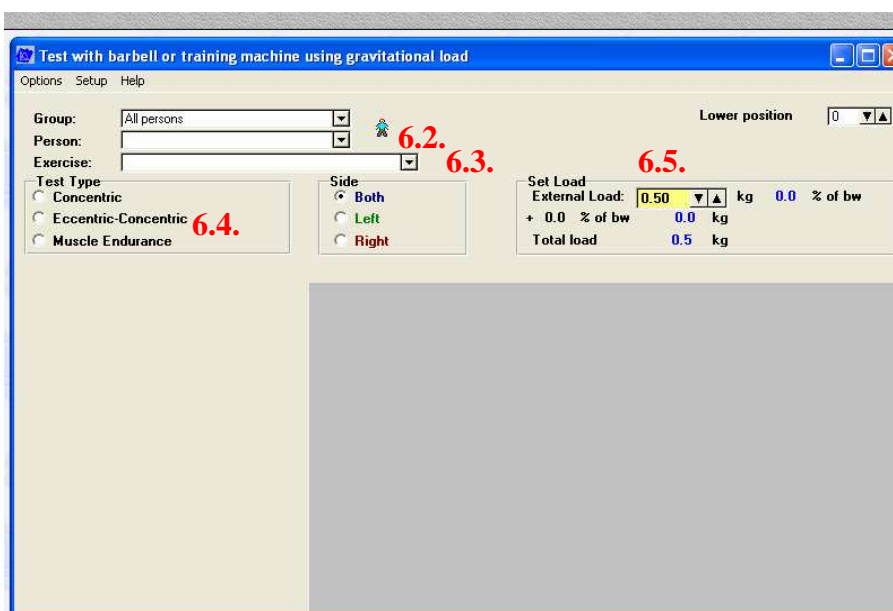 Test with barbell or training machine using gravitational load
Options Setup Help
Group: All persons
Lower position 0
Person:
6.2.
Exercise:
6.3.
6.5.
Test Type
Concentric
Eccentric-Concentric
6.4.
Muscle Endurance
Side
Both
Left
Right
Set Load
External Load: 0.50 kg 0.0 % of bw
+ 0.0 % of bw 0.0 kg
Total load 0.5 kg